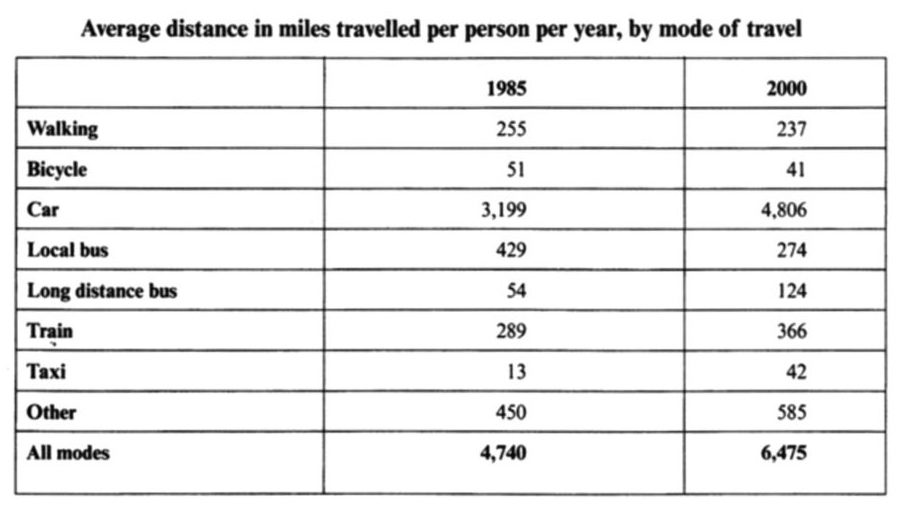 Average distance in miles travelled per person per year, by mode of travel
1985 2000
Walking 255 237
Bicycle 51 41
Car 3,199 4,806
Local bus 429 274
Long distance bus 54 124
Train 289 366
Taxi 13 42
Other 450 585
All modes 4,740 6,475